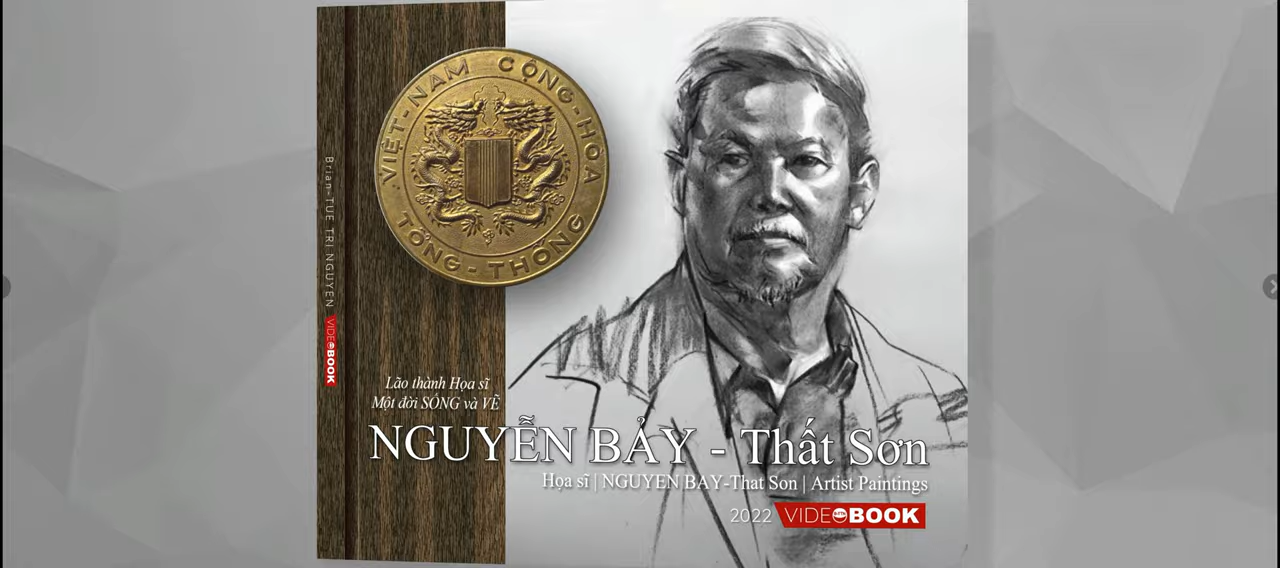 VIỆT-NAM CỘNG-HOA
TỔNG-THỐNG
Brian-TUE TRI NGUYEN VIDEOBOOK
Lão thành Họa sĩ
Một đời SỐNG và VẼ
NGUYỄN BẢY - Thất Sơn
Họa sĩ | NGUYEN BAY-That Son | Artist Paintings
2022 VIDEOBOOK